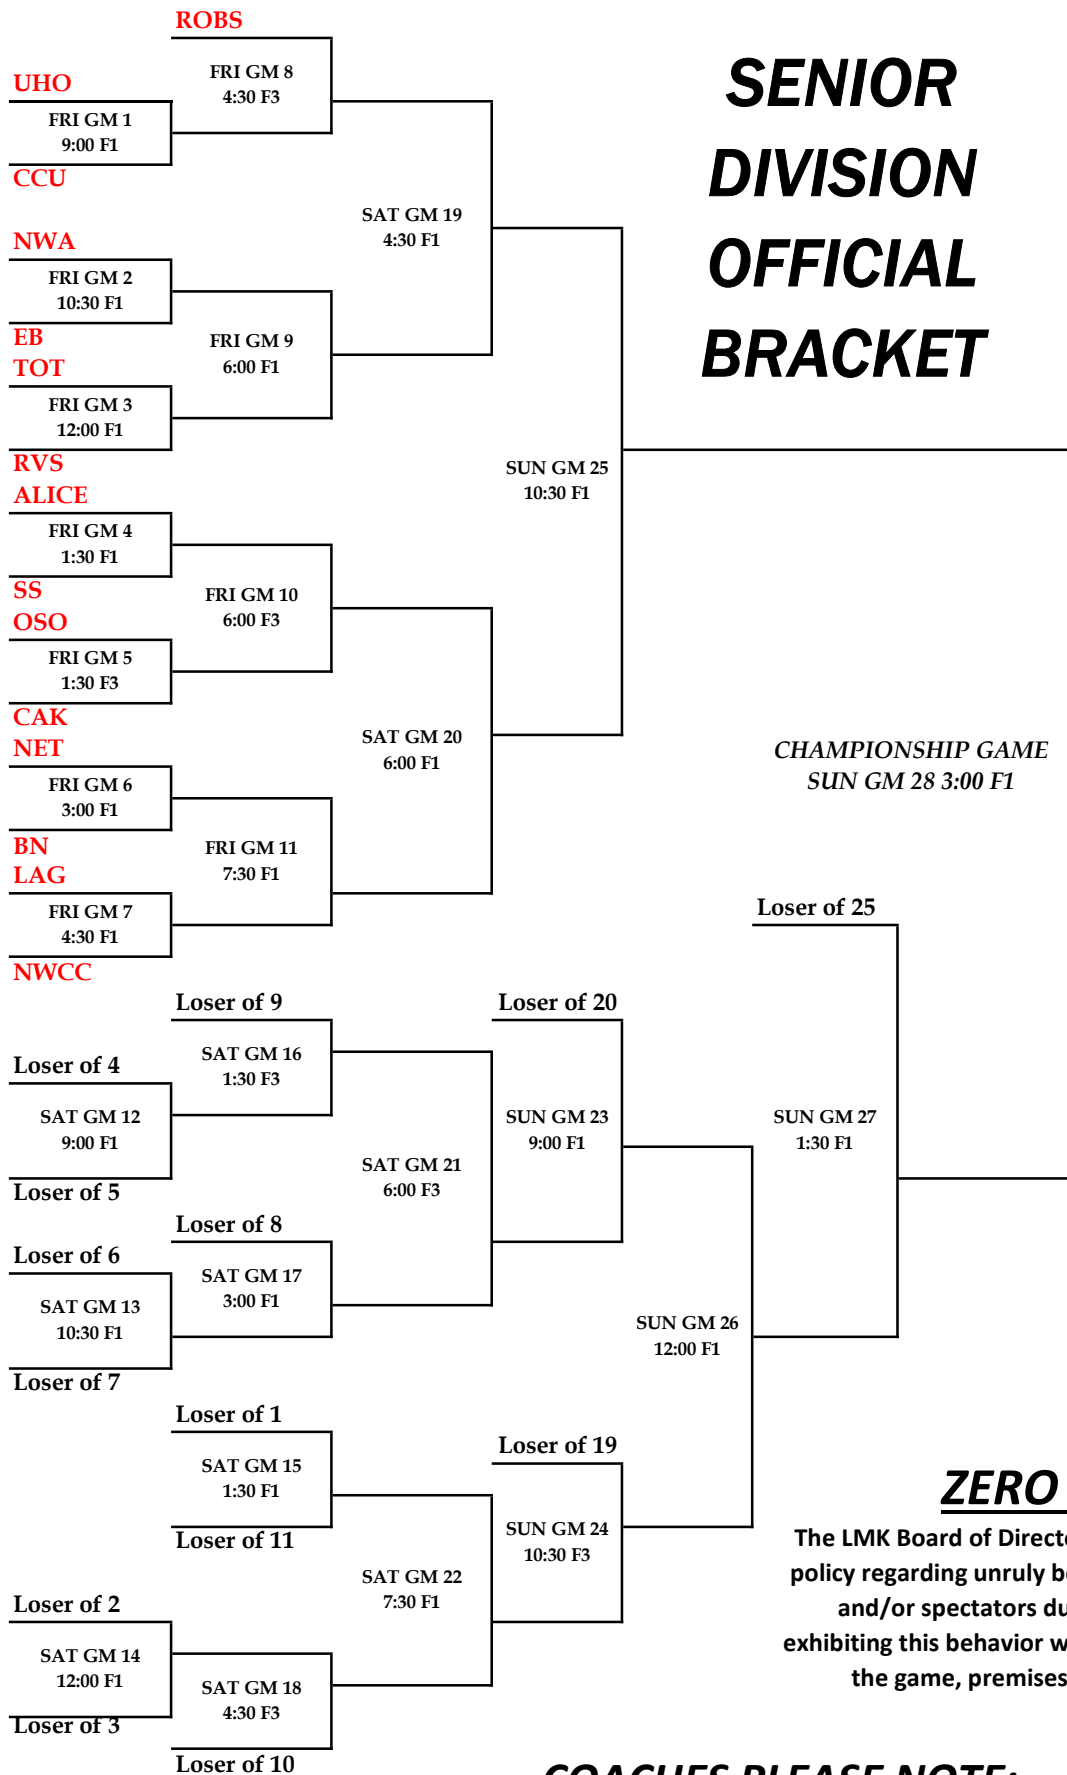 ROBS
SENIOR
DIVISION
OFFICIAL
BRACKET
FRI GM 8
4:30 F3
UHO
FRI GM 1
9:00 F1
CCU
SAT GM 19
4:30 F1
NWA
FRI GM 2
10:30 F1
EB
FRI GM 9
6:00 F1
TOT
FRI GM 3
12:00 F1
RVS
SUN GM 25
10:30 F1
ALICE
FRI GM 4
1:30 F1
SS
FRI GM 10
6:00 F3
OSO
FRI GM 5
1:30 F3
CAK
SAT GM 20
6:00 F1
NET
CHAMPIONSHIP GAME
SUN GM 28 3:00 F1
FRI GM 6
3:00 F1
BN
FRI GM 11
7:30 F1
LAG
FRI GM 7
4:30 F1
NWCC
Loser of 25
Loser of 9
Loser of 20
SAT GM 16
1:30 F3
Loser of 4
SAT GM 12
9:00 F1
Loser of 5
SUN GM 23
9:00 F1
SUN GM 27
1:30 F1
SAT GM 21
6:00 F3
Loser of 8
Loser of 6
SAT GM 17
3:00 F1
SAT GM 13
10:30 F1
Loser of 7
SUN GM 26
12:00 F1
Loser of 1
Loser of 19
SAT GM 15
1:30 F1
Loser of 11
SUN GM 24
10:30 F3
ZERO
The LMK Board of Directo
policy regarding unruly be
and/or spectators du
exhibiting this behavior w
the game, premises
SAT GM 22
7:30 F1
Loser of 2
SAT GM 14
12:00 F1
Loser of 3
SAT GM 18
4:30 F3
Loser of 10
COACHES PLEASE NOTE: